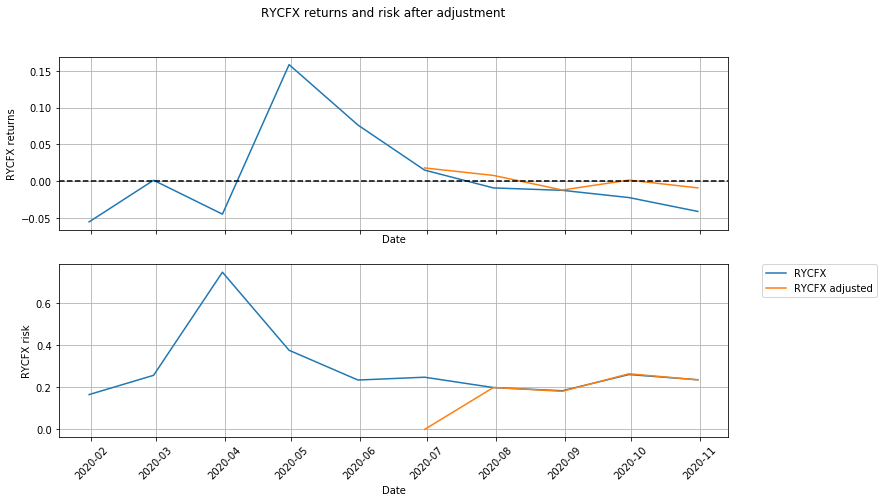 RYCFX returns and risk after adjustment
RYCFX returns
0.15
0.10
0.05
0.00
−0.05
Date
RYCFX risk
0.6
0.4
0.2
0.0
RYCFX
RYCFX adjusted
2020-02
2020-03
2020-04
2020-05
2020-06
2020-07
2020-08
2020-09
2020-10
2020-11
Date